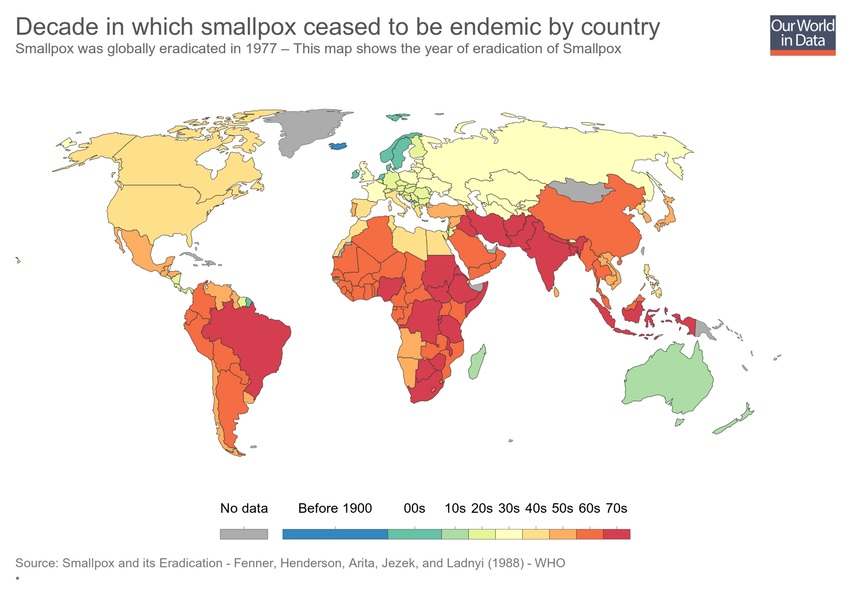 Decade in which smallpox ceased to be endemic by country
Smallpox was globally eradicated in 1977 – This map shows the year of eradication of Smallpox
Our World
in Data
No data Before 1900 00s 10s 20s 30s 40s 50s 60s 70s
Source: Smallpox and its Eradication - Fenner, Henderson, Arita, Jezek, and Ladnyi (1988) - WHO
•